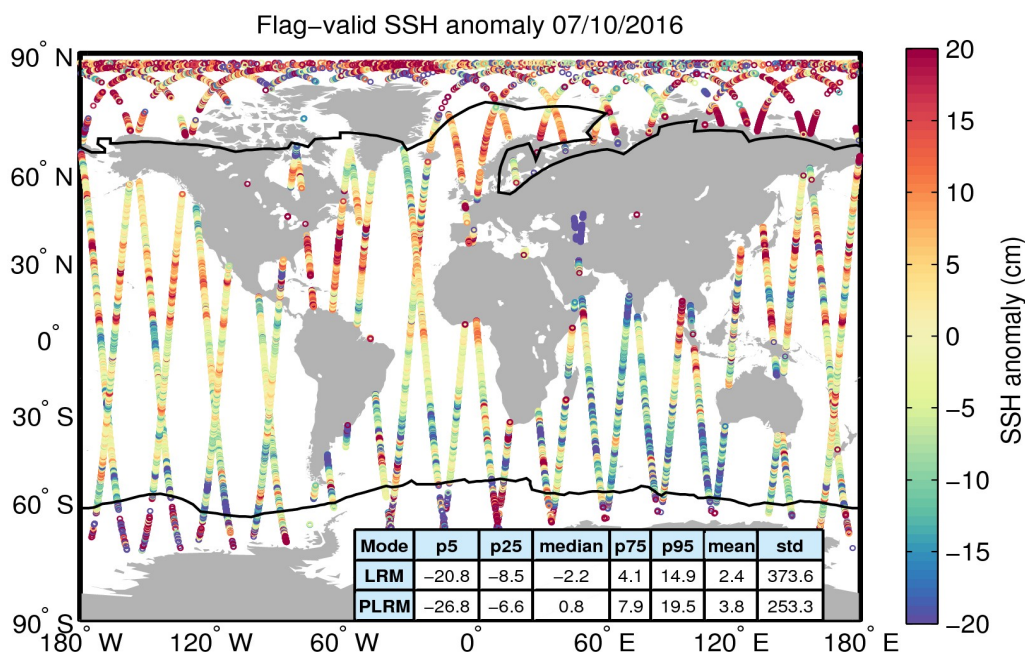 Flag−valid SSH anomaly 07/10/2016
90° N
60° N
30° N
0°
30° S
60° S
90° S
180° W
120° W
60° W
0°
60° E
120° E
180° E
20
15
10
5
0
−5
−10
−15
−20
SSH anomaly (cm)
Mode p5 p25 median p75 p95 mean std
LRM −20.8 −8.5 −2.2 4.1 14.9 2.4 373.6
PLRM −26.8 −6.6 0.8 7.9 19.5 3.8 253.3